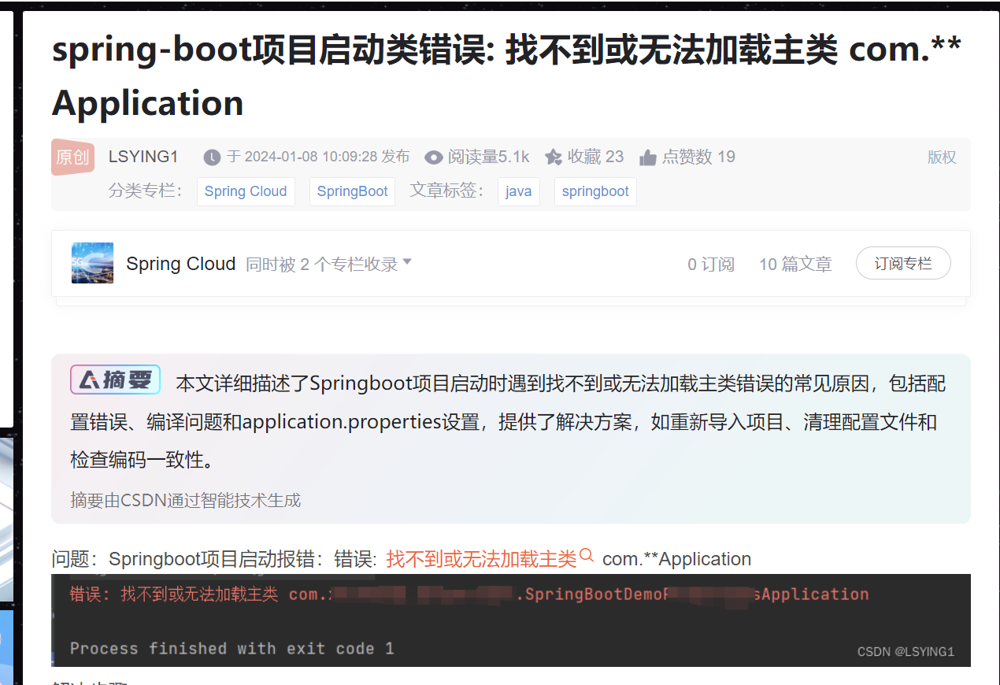 spring-boot项目启动类错误: 找不到或无法加载主类 com.**
Application
原创 LSYING1 于 2024-01-08 10:09:28 发布 阅读量5.1k 收藏 23 点赞数 19 版权
分类专栏： Spring Cloud SpringBoot 文章标签： java springboot
Spring Cloud 同时被 2 个专栏收录 0 订阅 10 篇文章 订阅专栏
摘要 本文详细描述了Springboot项目启动时遇到找不到或无法加载主类错误的常见原因，包括配
置错误、编译问题和application.properties设置，提供了解决方案，如重新导入项目、清理配置文件和
检查编码一致性。
摘要由CSDN通过智能技术生成
问题：Springboot项目启动报错：错误: 找不到或无法加载主类 com.**Application
错误: 找不到或无法加载主类 com. .SpringBootDemo sApplication
Process finished with exit code 1
CSDN @LSYING1